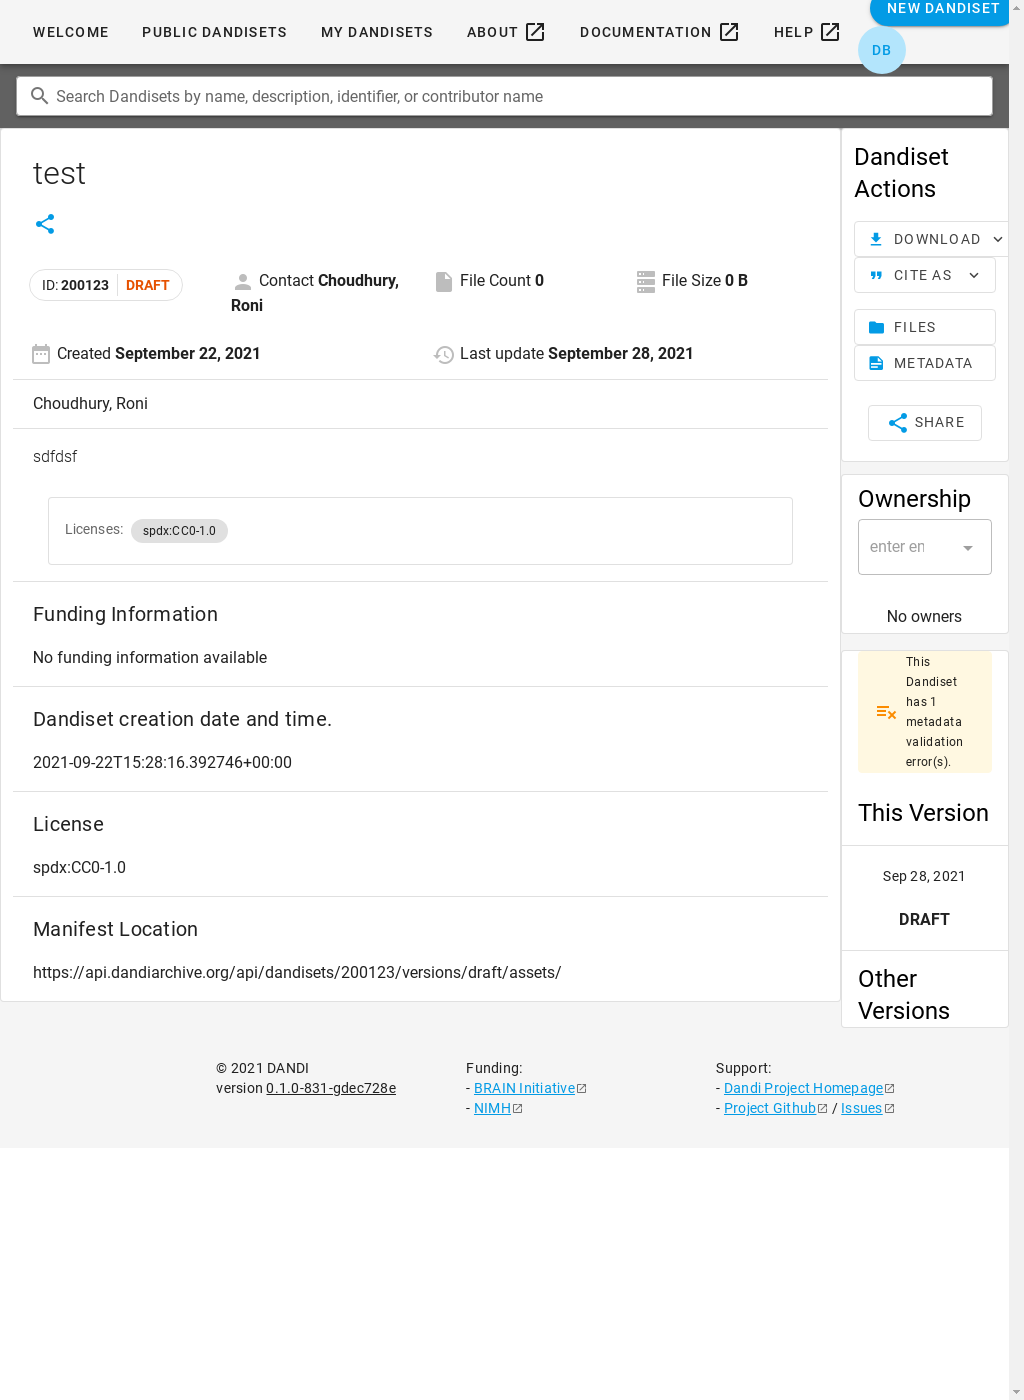 NEW DANDISET
WELCOME PUBLIC DANDISETS MY DANDISETS ABOUT DOCUMENTATION HELP
DB
Search Dandisets by name, description, identifier, or contributor name
test
ID: 200123 DRAFT
Contact Choudhury,
Roni
File Count 0
File Size 0 B
Created September 22, 2021
Last update September 28, 2021
Choudhury, Roni
sdfdsf
Licenses: spdx:CC0-1.0
Funding Information
No funding information available
Dandiset creation date and time.
2021-09-22T15:28:16.392746+00:00
License
spdx:CC0-1.0
Manifest Location
https://api.dandiarchive.org/api/dandisets/200123/versions/draft/assets/
Dandiset
Actions
DOWNLOAD
CITE AS
FILES
METADATA
SHARE
Ownership
enter en
No owners
This
Dandiset
has 1
metadata
validation
error(s).
This Version
Sep 28, 2021
DRAFT
Other
Versions
© 2021 DANDI
version 0.1.0-831-gdec728e
Funding:
- BRAIN Initiative
- NIMH
Support:
- Dandi Project Homepage
- Project Github / Issues